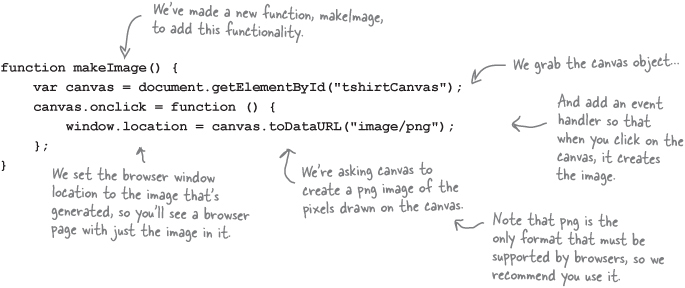 We've made a new function, makeImage,
to add this functionality.
function makeImage() {
var canvas = document.getElementById("tshirtCanvas");
canvas.onclick = function () {
window.location = canvas.toDataURL("image/png");
};
}
We grab the canvas object...
And add an event
handler so that
when you click on the
canvas, it creates
the image.
We set the browser window
location to the image that's
generated, so you'll see a browser
page with just the image in it.
We're asking canvas to
create a png image of the
pixels drawn on the canvas.
Note that png is the
only format that must be
supported by browsers, so we
recommend you use it.